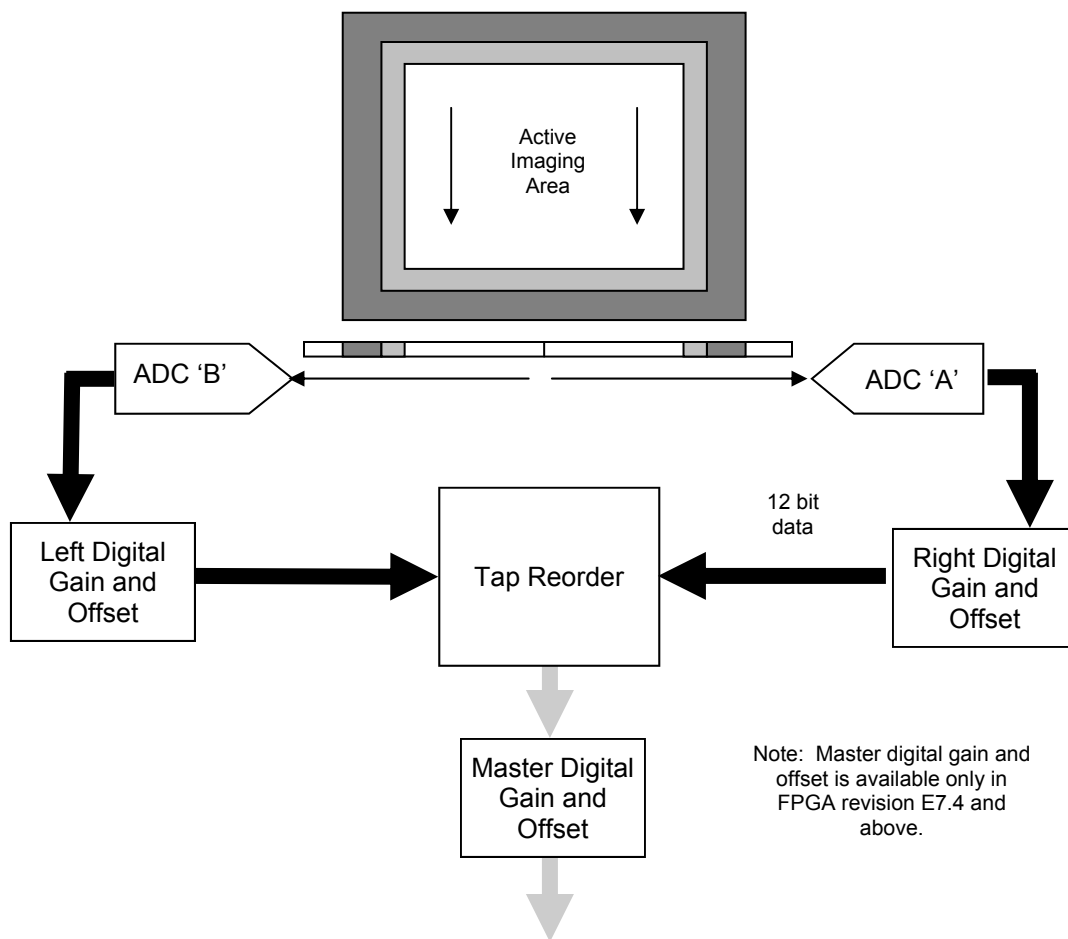 Active
Imaging
Area
ADC ‘B’
ADC ‘A’
12 bit
data
Left Digital
Gain and
Offset
Tap Reorder
Right Digital
Gain and
Offset
Master Digital
Gain and
Offset
Note:  Master digital gain and
offset is available only in
FPGA revision E7.4 and
above.